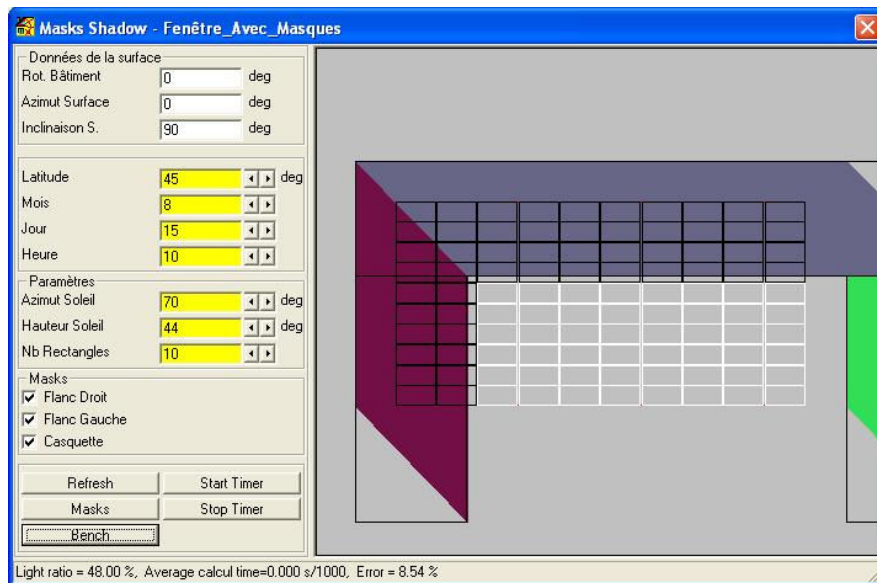 Masks Shadow - Fenêtre_Avec_Masques
Données de la surface
Rot. Bâtiment 0 deg
Azimut Surface 0 deg
Inclinaison S. 90 deg
Latitude 45 deg
Mois 8
Jour 15
Heure 10
Paramètres
Azimut Soleil 70 deg
Hauteur Soleil 44 deg
Nb Rectangles 10
Masks
Flanc Droit
Flanc Gauche
Casquette
Refresh Start Timer
Masks Stop Timer
Bench
Light ratio = 48.00 %, Average calcul time=0.000 s/1000, Error = 8.54 %